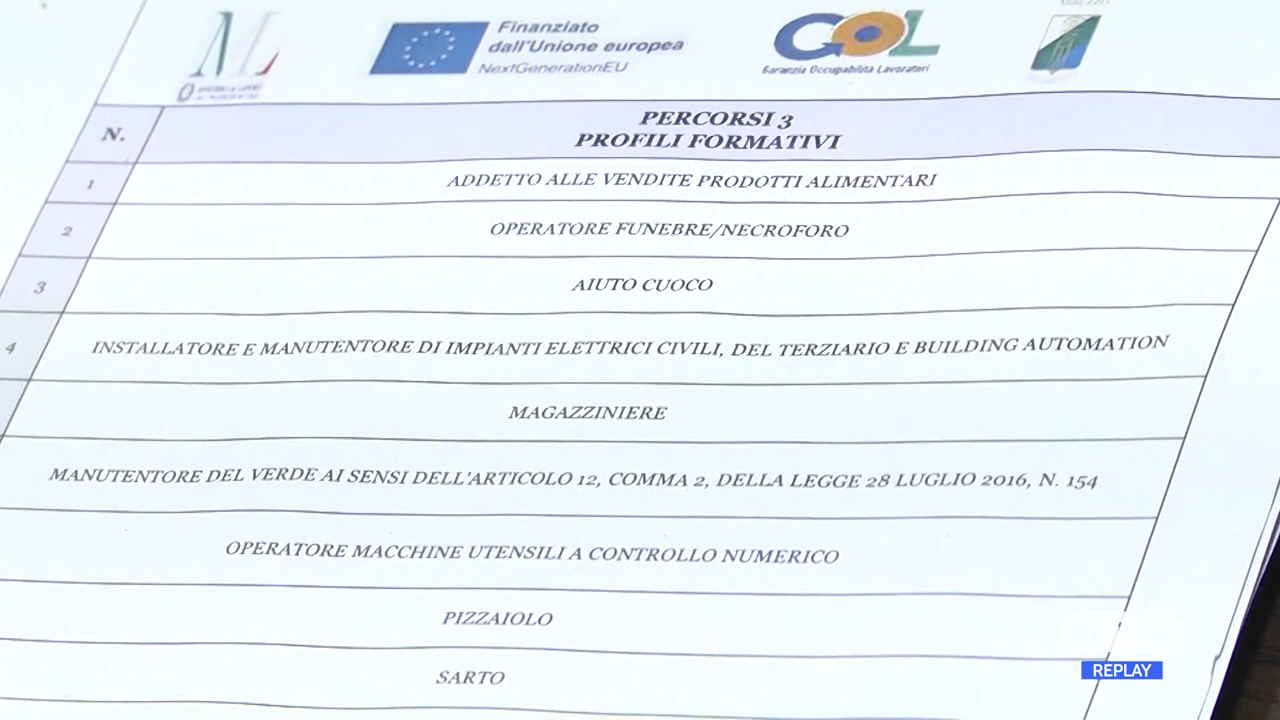 Finanziato
dall'Unione europea
NextGenerationEU
GOL
Garanzia Occupabilità Lavoratori
N.
PERCORSI 3
PROFILI FORMATIVI
1
ADDETTO ALLE VENDITE PRODOTTI ALIMENTARI
2
OPERATORE FUNEBRE/NECROFORO
3
AIUTO CUOCO
4
INSTALLATORE E MANUTENTORE DI IMPIANTI ELETTRICI CIVILI, DEL TERZIARIO E BUILDING AUTOMATION
MAGAZZINIERE
MANUTENTORE DEL VERDE AI SENSI DELL'ARTICOLO 12, COMMA 2, DELLA LEGGE 28 LUGLIO 2016, N. 154
OPERATORE MACCHINE UTENSILI A CONTROLLO NUMERICO
PIZZAIOLO
SARTO
REPLAY